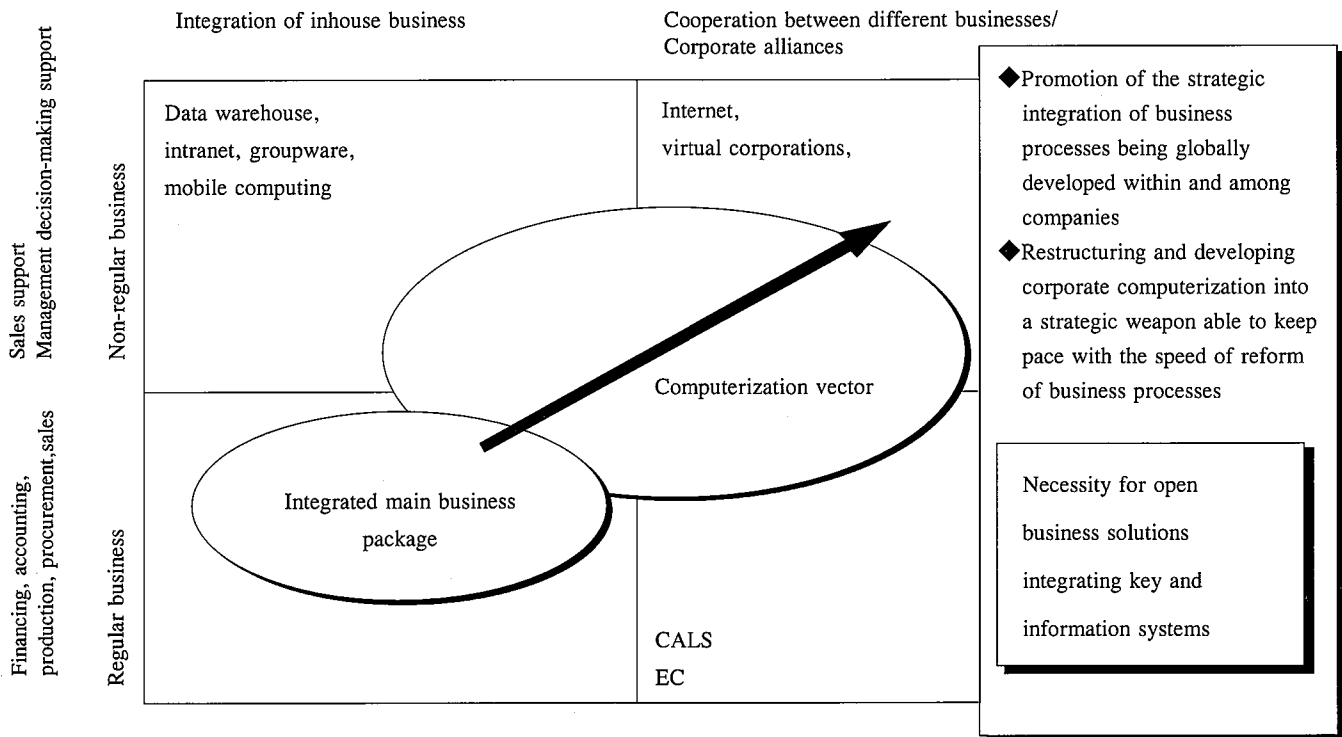 Integration of inhouse business
Cooperation between different businesses/
Corporate alliances
Sales support
Management decision-making support
Non-regular business
Financing, accounting,
production, procurement,sales
Regular business
Data warehouse,
intranet, groupware,
mobile computing
Internet,
virtual corporations,
Computerization vector
Integrated main business
package
CALS
EC
◆Promotion of the strategic
integration of business
processes being globally
developed within and among
companies
◆Restructuring and developing
corporate computerization into
a strategic weapon able to keep
pace with the speed of reform
of business processes
Necessity for open
business solutions
integrating key and
information systems